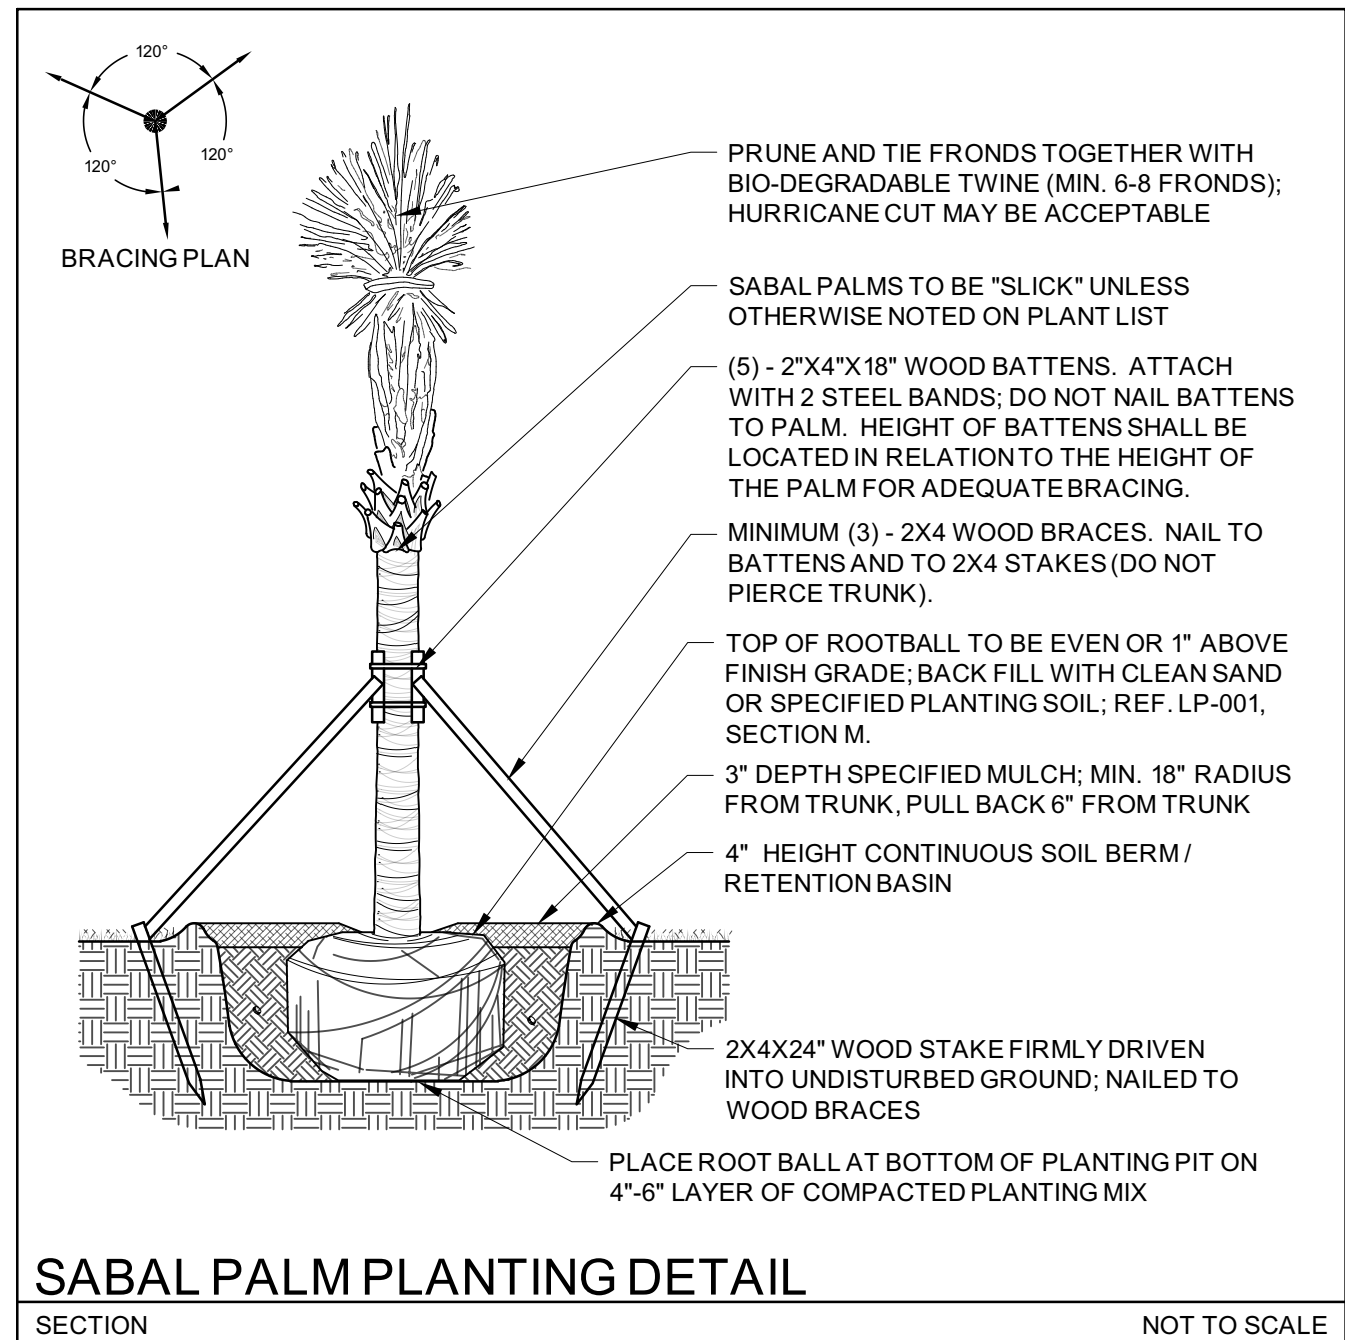 120°
120°
120°
BRACING PLAN
PRUNE AND TIE FRONDS TOGETHER WITH
BIO-DEGRADABLE TWINE (MIN. 6-8 FRONDS);
HURRICANE CUT MAY BE ACCEPTABLE
SABAL PALMS TO BE "SLICK" UNLESS
OTHERWISE NOTED ON PLANT LIST
(5) - 2"X4"X18" WOOD BATTENS. ATTACH
WITH 2 STEEL BANDS; DO NOT NAIL BATTENS
TO PALM. HEIGHT OF BATTENS SHALL BE
LOCATED IN RELATION TO THE HEIGHT OF
THE PALM FOR ADEQUATE BRACING.
MINIMUM (3) - 2X4 WOOD BRACES. NAIL TO
BATTENS AND TO 2X4 STAKES (DO NOT
PIERCE TRUNK).
TOP OF ROOTBALL TO BE EVEN OR 1" ABOVE
FINISH GRADE; BACK FILL WITH CLEAN SAND
OR SPECIFIED PLANTING SOIL; REF. LP-001,
SECTION M.
3" DEPTH SPECIFIED MULCH; MIN. 18" RADIUS
FROM TRUNK, PULL BACK 6" FROM TRUNK
4" HEIGHT CONTINUOUS SOIL BERM /
RETENTION BASIN
2X4X24" WOOD STAKE FIRMLY DRIVEN
INTO UNDISTURBED GROUND; NAILED TO
WOOD BRACES
PLACE ROOT BALL AT BOTTOM OF PLANTING PIT ON
4"-6" LAYER OF COMPACTED PLANTING MIX
SABAL PALM PLANTING DETAIL
SECTION
NOT TO SCALE